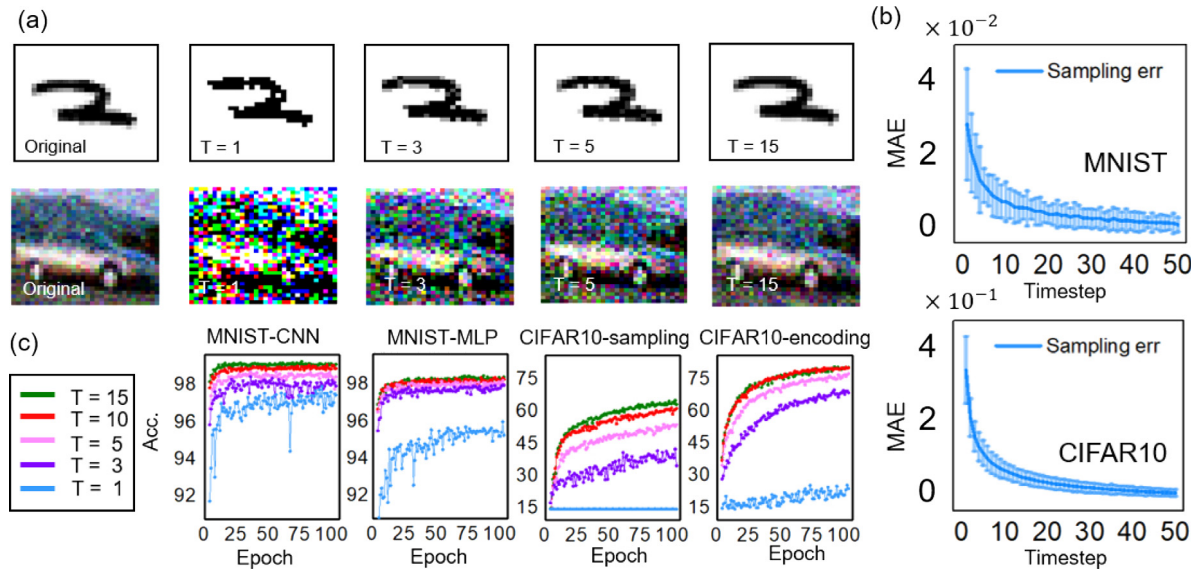 (a)
Original
T = 1
T = 3
T = 5
T = 15
Original
T = 1
T = 3
T = 5
T = 15
(b)
× 10⁻²
Sampling err
MNIST
MAE
4
2
0
0 10 20 30 40 50
Timestep
× 10⁻¹
Sampling err
CIFAR10
MAE
4
2
0
0 10 20 30 40 50
Timestep
(c)
T = 15
T = 10
T = 5
T = 3
T = 1
MNIST-CNN
Acc.
98
96
94
92
0 25 50 75 100
Epoch
MNIST-MLP
98
96
94
92
0 25 50 75 100
Epoch
CIFAR10-sampling
75
60
45
30
15
0 25 50 75 100
Epoch
CIFAR10-encoding
75
60
45
30
15
0 25 50 75 100
Epoch